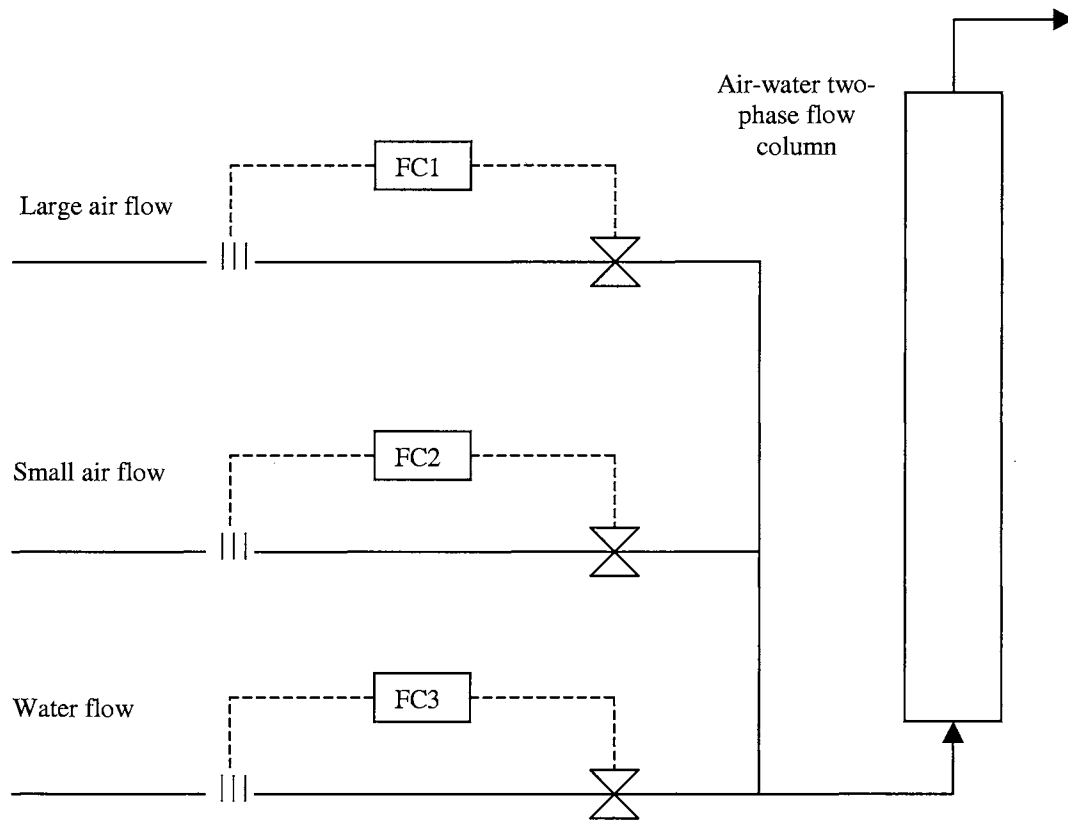 Air-water two-
phase flow
column
FC1
Large air flow
FC2
Small air flow
FC3
Water flow